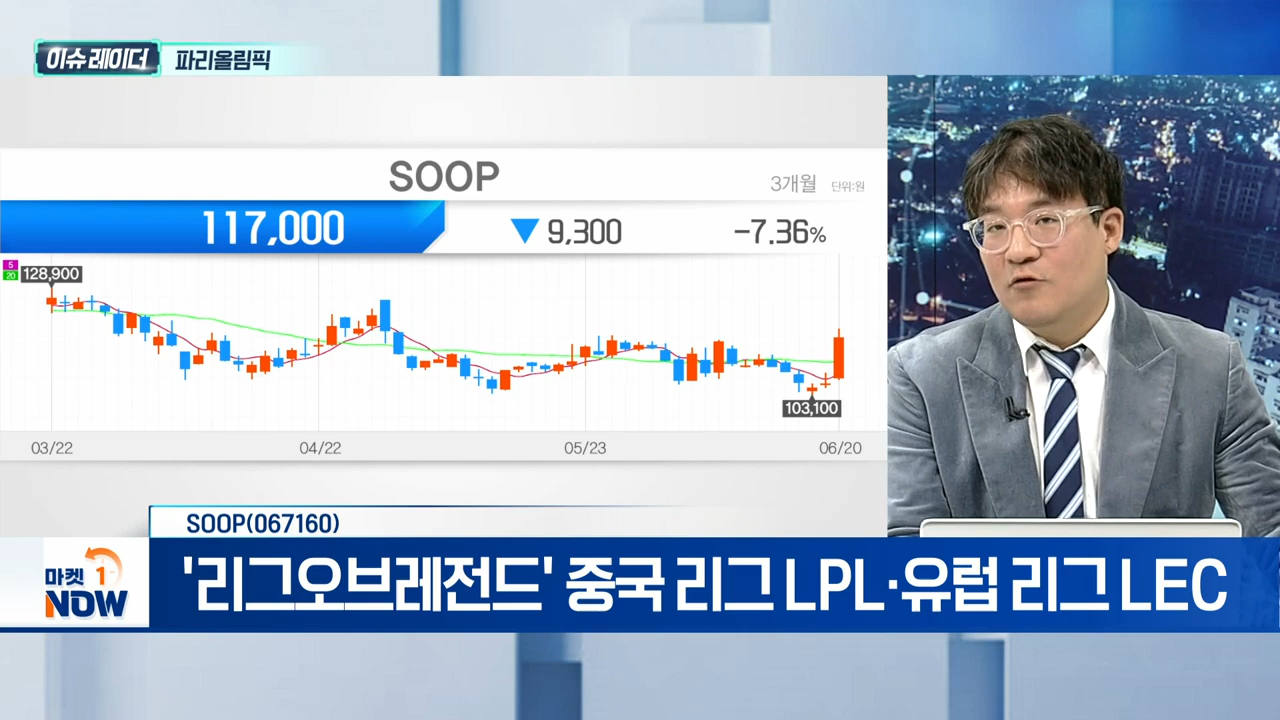 이슈 레이더 파리올림픽
SOOP
3개월 단위:원
117,000 ▼ 9,300 -7.36%
5
20
128,900
103,100
03/22 04/22 05/23 06/20
SOOP(067160)
마켓 1
NOW
'리그오브레전드' 중국 리그 LPL·유럽 리그 LEC